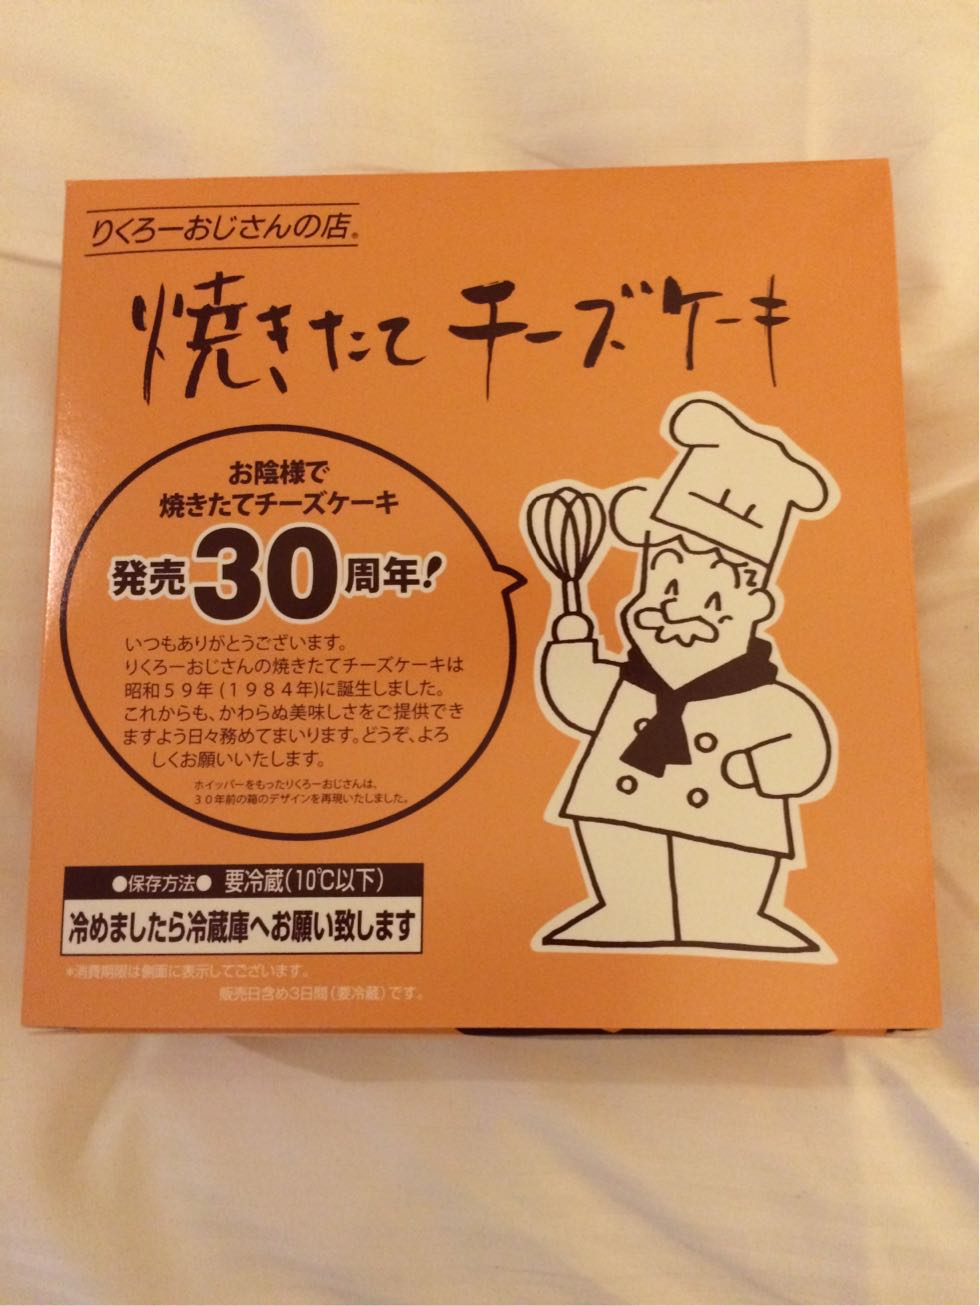 りくろーおじさんの店®
焼きたてチーズケーキ
お陰様で
焼きたてチーズケーキ
発売30周年!
いつもありがとうございます。
りくろーおじさんの焼きたてチーズケーキは
昭和59年(1984年)に誕生しました。
これからも、かわらぬ美味しさをご提供でき
ますよう日々務めてまいります。どうぞ、よろ
しくお願いいたします。
ホイッパーをもったりくろーおじさんは、
30年前の箱のデザインを再現いたしました。
●保存方法● 要冷蔵(10℃以下)
冷めましたら冷蔵庫へお願い致します
*消費期限は側面に表示してございます。
販売日含め3日間(要冷蔵)です。